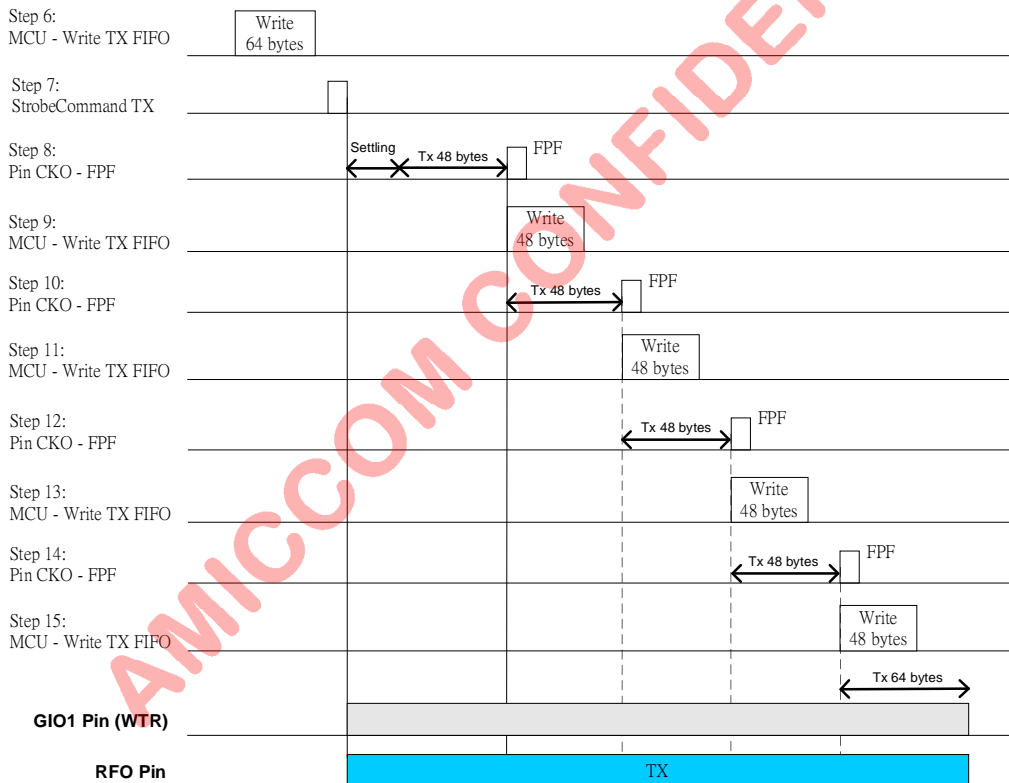 Step 6:
MCU - Write TX FIFO
Write
64 bytes
Step 7:
StrobeCommand TX
Step 8:
Pin CKO - FPF
Settling
Tx 48 bytes
FPF
Step 9:
MCU - Write TX FIFO
Write
48 bytes
Step 10:
Pin CKO - FPF
Tx 48 bytes
FPF
Step 11:
MCU - Write TX FIFO
Write
48 bytes
Step 12:
Pin CKO - FPF
Tx 48 bytes
FPF
Step 13:
MCU - Write TX FIFO
Write
48 bytes
Step 14:
Pin CKO - FPF
Tx 48 bytes
FPF
Step 15:
MCU - Write TX FIFO
Write
48 bytes
Tx 64 bytes
GIO1 Pin (WTR)
RFO Pin
TX
AMICCOM CONFIDE